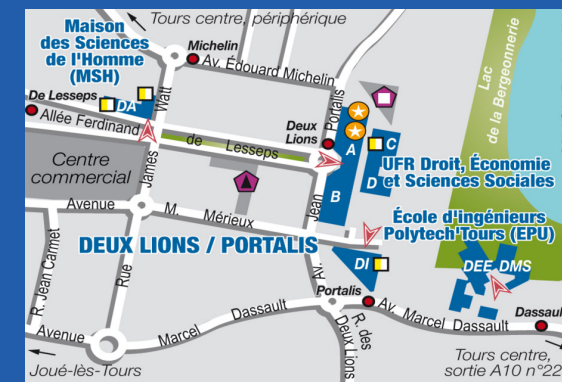 Tours centre, périphérique
Maison
des Sciences
de l'Homme
(MSH)
Michelin
Av. Édouard Michelin
De Lesseps
DA
Watt
Allée Ferdinand
de
Lesseps
Deux
Lions
Portalis
A
C
B
D
Lac
de la Bergeonnerie
UFR Droit, Économie
et Sciences Sociales
Centre
commercial
James
Jean
Avenue
M.
Mérieux
DEUX LIONS / PORTALIS
École d'ingénieurs
Polytech'Tours (EPU)
DI
DEE
DMS
R. Jean Carmet
Rue
Av.
Portalis
Av. Marcel Dassault
Dassau
Avenue
Marcel
Dassault
R. des
Deux Lions
Joué-lès-Tours
Tours centre,
sortie A10 n°22